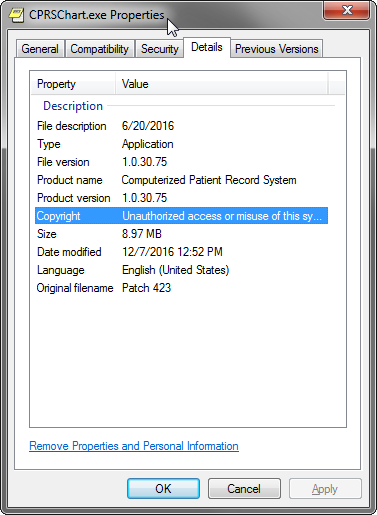 CPRSChart.exe Properties
General Compatibility Security Details Previous Versions
Property Value
Description
File description 6/20/2016
Type Application
File version 1.0.30.75
Product name Computerized Patient Record System
Product version 1.0.30.75
Copyright Unauthorized access or misuse of this sy...
Size 8.97 MB
Date modified 12/7/2016 12:52 PM
Language English (United States)
Original filename Patch 423
Remove Properties and Personal Information
OK Cancel Apply